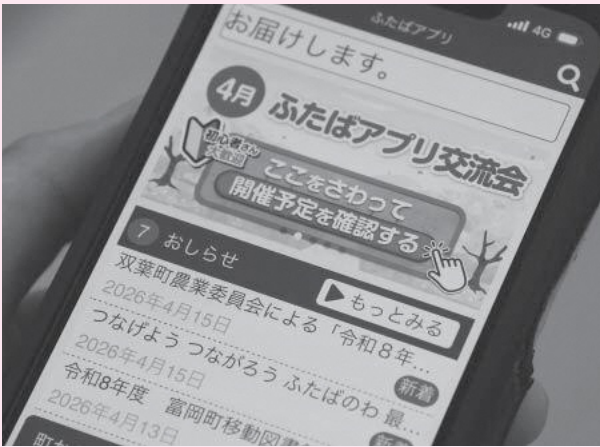 ふたばアプリ
4G
お届けします。
4月
ふたばアプリ交流会
初心者さん
大歓迎
ここをさわって
開催予定を確認する
7 おしらせ
もっとみる
双葉町農業委員会による「令和8年...
2026年4月15日
つなげよう つながろう ふたばのわ 最...
2026年4月15日
新着
令和8年度 富岡町移動図書
2026年4月13日